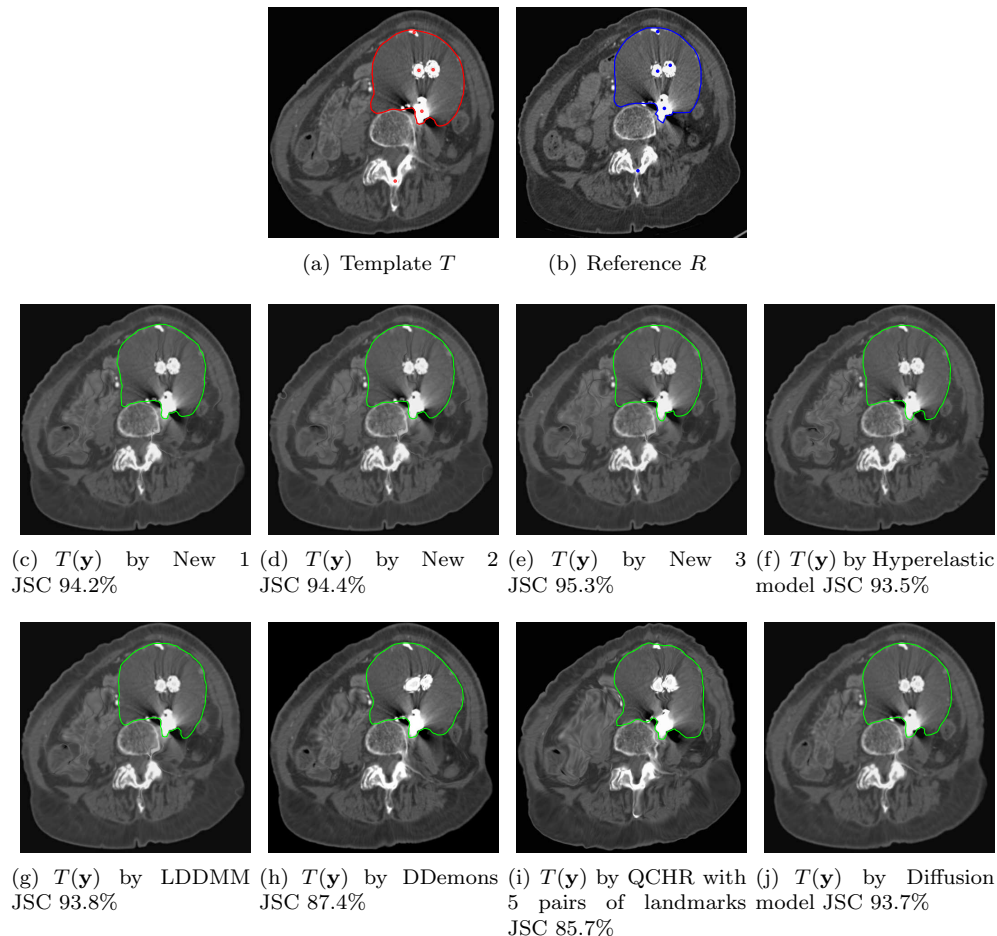 (a) Template T
(b) Reference R
(c) T(y) by New 1
JSC 94.2%
(d) T(y) by New 2
JSC 94.4%
(e) T(y) by New 3
JSC 95.3%
(f) T(y) by Hyperelastic
model JSC 93.5%
(g) T(y) by LDDMM
JSC 93.8%
(h) T(y) by DDemons
JSC 87.4%
(i) T(y) by QCHR with
5 pairs of landmarks
JSC 85.7%
(j) T(y) by Diffusion
model JSC 93.7%